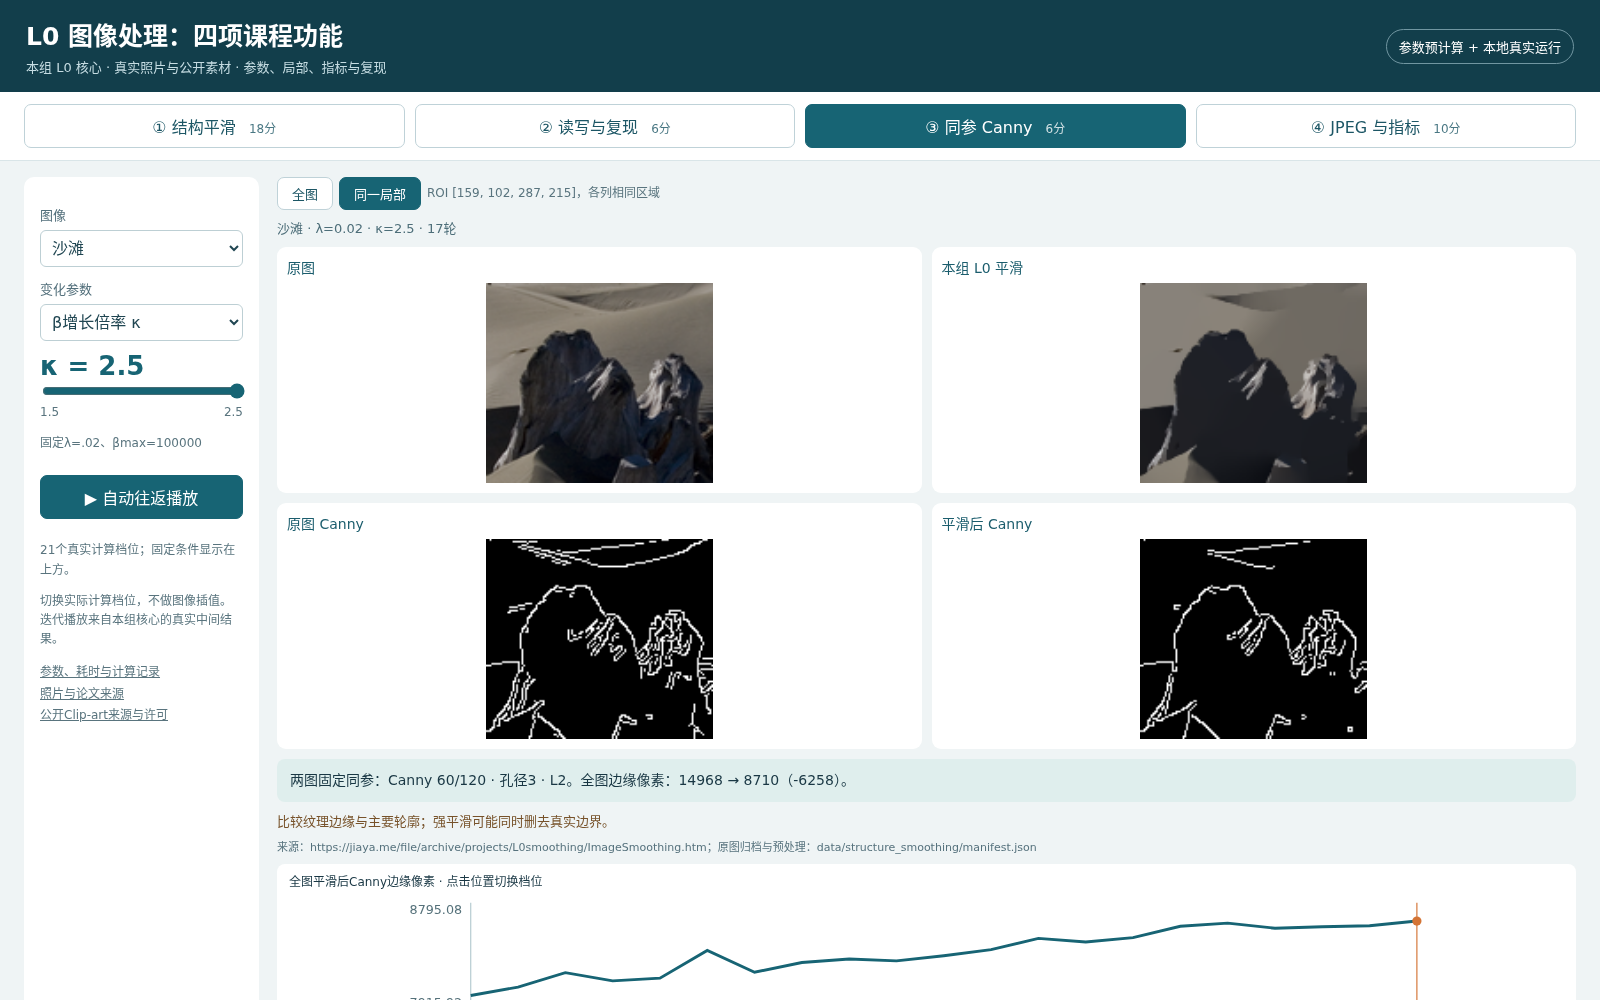 L0 图像处理：四项课程功能
本组 L0 核心 · 真实照片与公开素材 · 参数、局部、指标与复现
参数预计算 + 本地真实运行
① 结构平滑 18分
② 读写与复现 6分
③ 同参 Canny 6分
④ JPEG 与指标 10分
图像
沙滩
变化参数
β增长倍率 κ
κ = 2.5
1.5 2.5
固定λ=.02、βmax=100000
▶ 自动往返播放
21个真实计算档位；固定条件显示在
上方。
切换实际计算档位，不做图像插值。
迭代播放来自本组核心的真实中间结
果。
参数、耗时与计算记录
照片与论文来源
公开Clip-art来源与许可
全图 同一局部 ROI [159, 102, 287, 215]，各列相同区域
沙滩 · λ=0.02 · κ=2.5 · 17轮
原图
本组 L0 平滑
原图 Canny
平滑后 Canny
两图固定同参：Canny 60/120 · 孔径3 · L2。全图边缘像素：14968 → 8710（-6258）。
比较纹理边缘与主要轮廓；强平滑可能同时删去真实边界。
来源：https://jiaya.me/file/archive/projects/L0smoothing/ImageSmoothing.htm；原图归档与预处理：data/structure_smoothing/manifest.json
全图平滑后Canny边缘像素 · 点击位置切换档位
8795.08